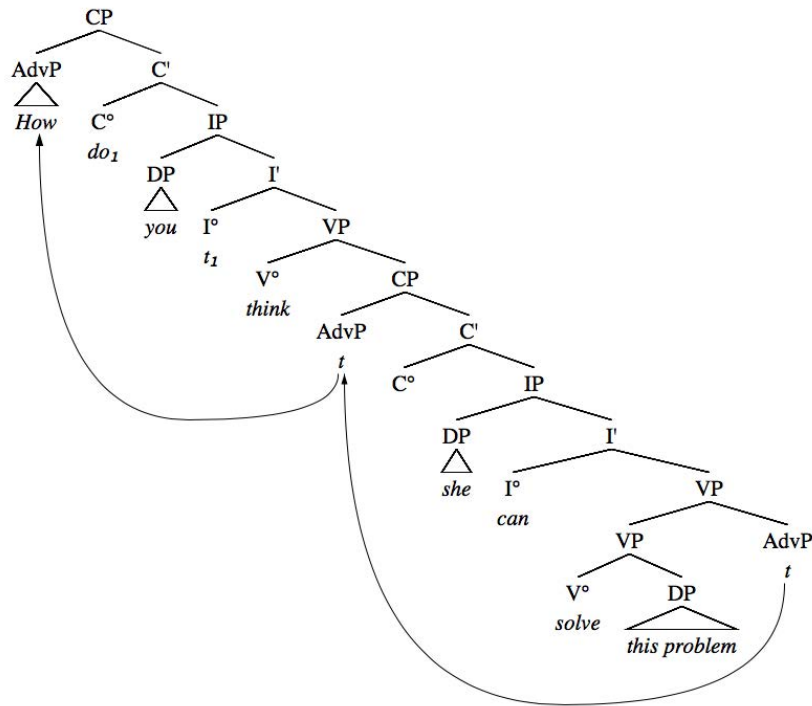 CP
AdvP C'
How C° IP
do₁ DP I'
you I° VP
t₁ V° CP
think AdvP C'
t C° IP
DP I'
she I° VP
can VP AdvP
t
V° DP
solve this problem